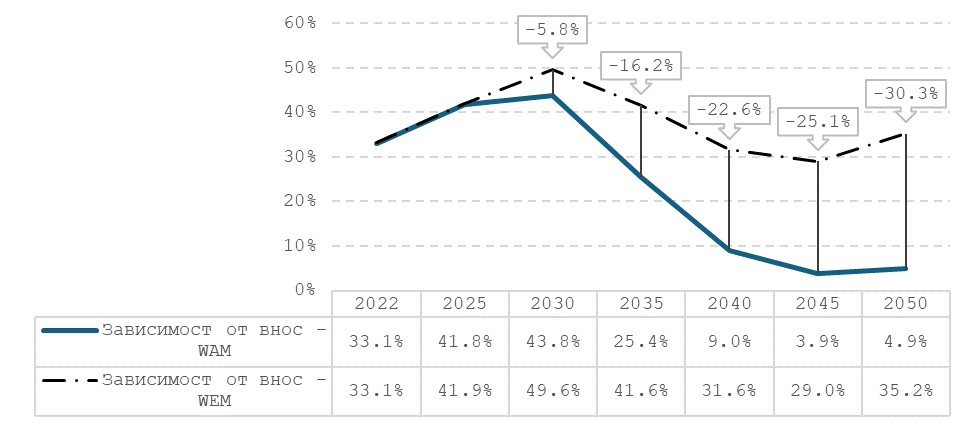 60%
-5.8%
50%
-16.2%
-30.3%
40%
-22.6%
-25.1%
30%
20%
10%
0%
2022 2025 2030 2035 2040 2045 2050
Зависимост от внос -
WAM
33.1% 41.8% 43.8% 25.4% 9.0% 3.9% 4.9%
Зависимост от внос -
WEM
33.1% 41.9% 49.6% 41.6% 31.6% 29.0% 35.2%